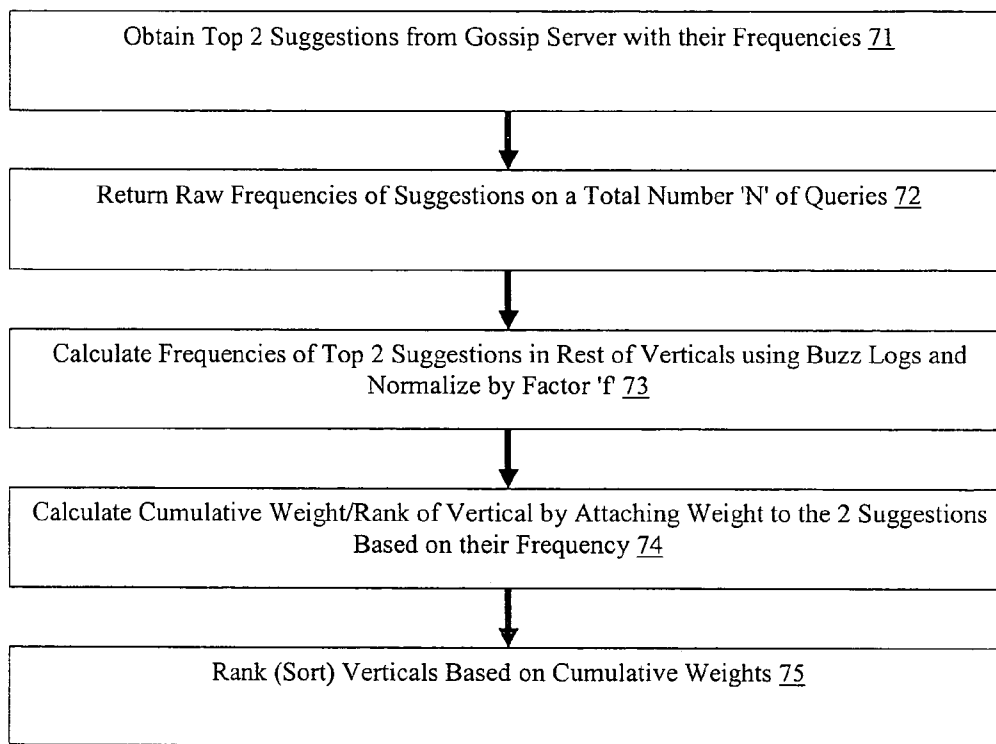 Obtain Top 2 Suggestions from Gossip Server with their Frequencies 71
Return Raw Frequencies of Suggestions on a Total Number 'N' of Queries 72
Calculate Frequencies of Top 2 Suggestions in Rest of Verticals using Buzz Logs and
Normalize by Factor 'f' 73
Calculate Cumulative Weight/Rank of Vertical by Attaching Weight to the 2 Suggestions
Based on their Frequency 74
Rank (Sort) Verticals Based on Cumulative Weights 75